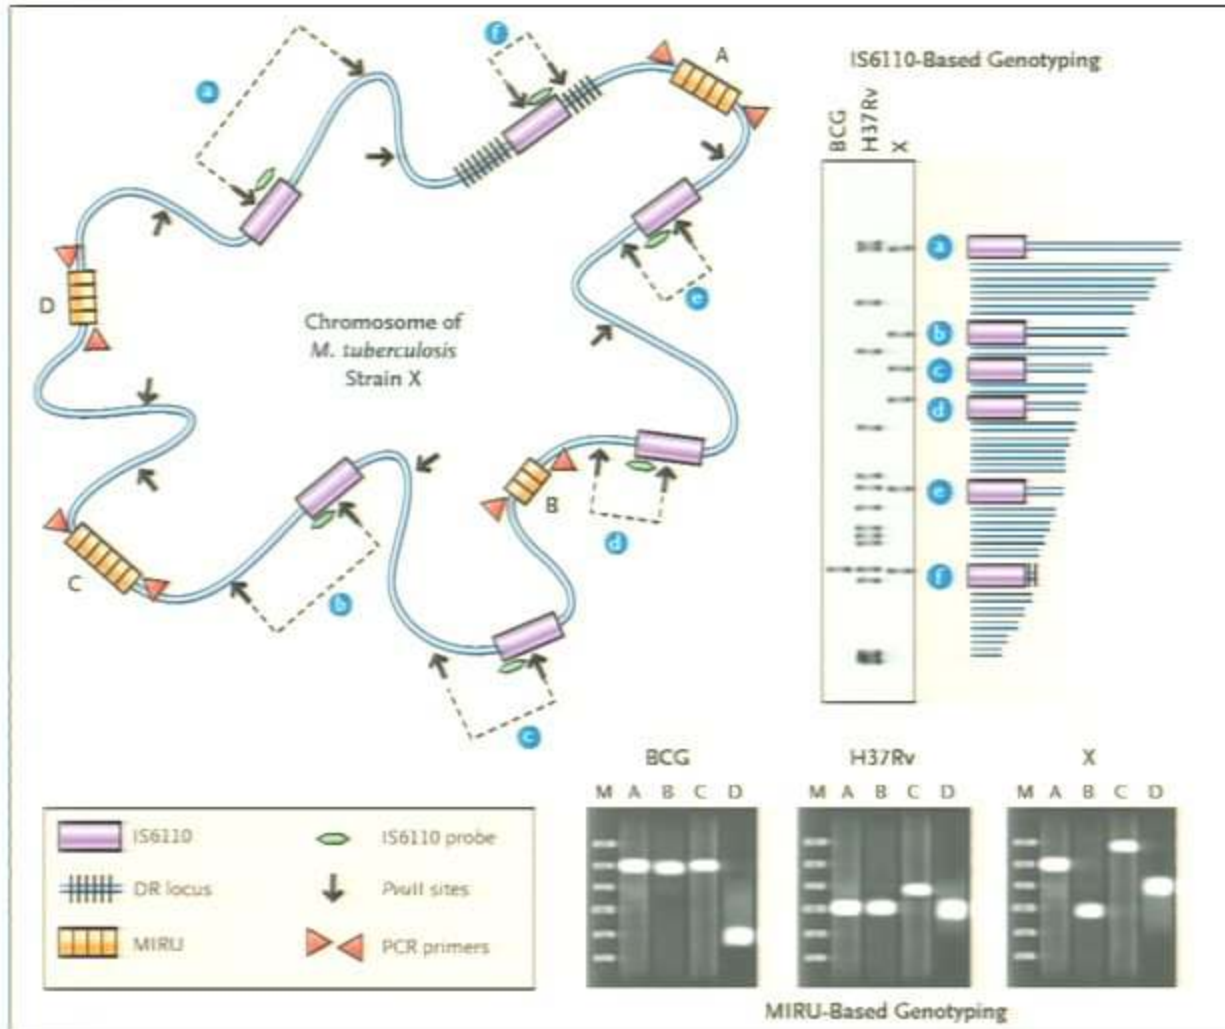 f
A
a
IS6110-Based Genotyping
BCG
H37Rv
X
a
e
D
Chromosome of
M. tuberculosis
Strain X
b
c
d
e
B
d
C
b
f
c
BCG
H37Rv
X
M A B C D
M A B C D
M A B C D
IS6110
IS6110 probe
DR locus
PvuII sites
MIRU
PCR primers
MIRU-Based Genotyping